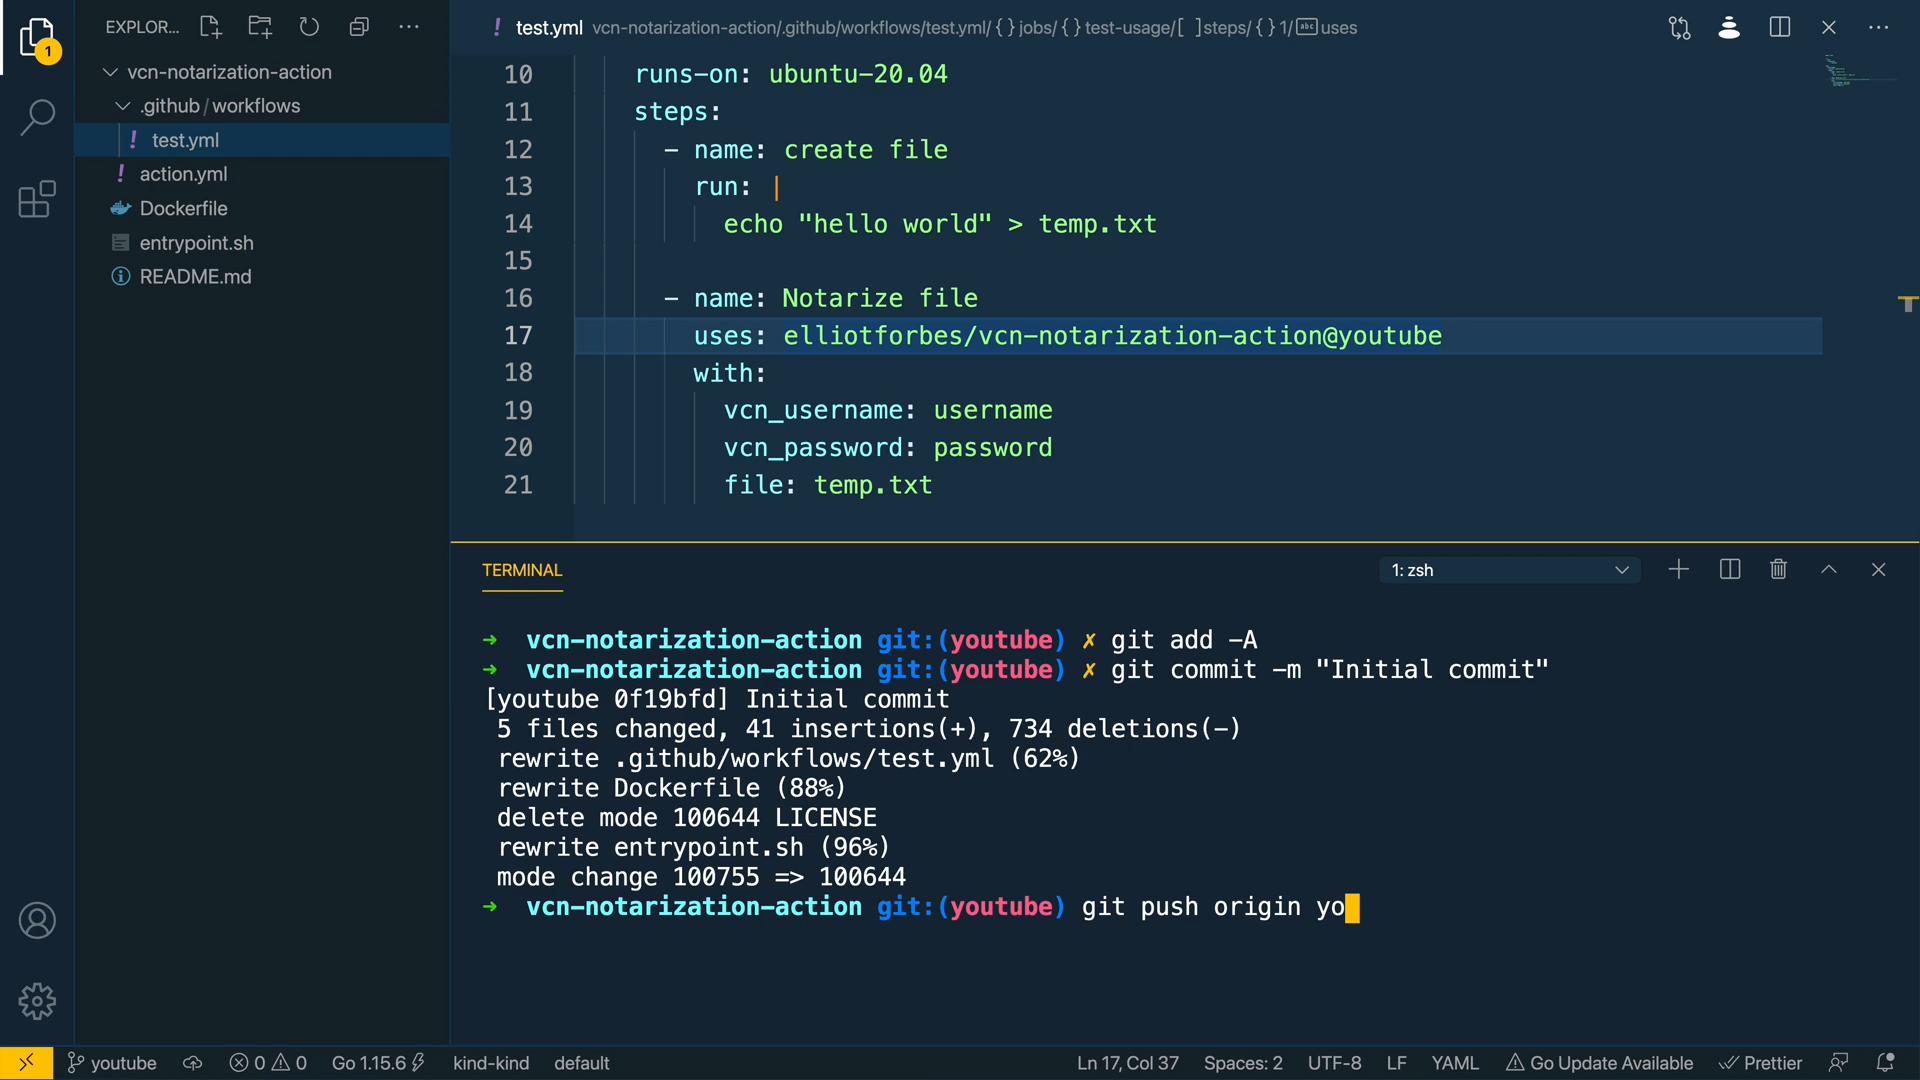 EXPLOR...
1
vcn-notarization-action
.github/workflows
! test.yml
! action.yml
Dockerfile
entrypoint.sh
README.md
! test.yml vcn-notarization-action/.github/workflows/test.yml/{ }jobs/{ }test-usage/[ ]steps/{ }1/abc uses
10 runs-on: ubuntu-20.04
11 steps:
12 - name: create file
13 run: |
14 echo "hello world" > temp.txt
15
16 - name: Notarize file
17 uses: elliotforbes/vcn-notarization-action@youtube
18 with:
19 vcn_username: username
20 vcn_password: password
21 file: temp.txt
TERMINAL
1: zsh
➜ vcn-notarization-action git:(youtube) ✗ git add -A
➜ vcn-notarization-action git:(youtube) ✗ git commit -m "Initial commit"
[youtube 0f19bfd] Initial commit
5 files changed, 41 insertions(+), 734 deletions(-)
rewrite .github/workflows/test.yml (62%)
rewrite Dockerfile (88%)
delete mode 100644 LICENSE
rewrite entrypoint.sh (96%)
mode change 100755 => 100644
➜ vcn-notarization-action git:(youtube) git push origin yo
youtube 0 0 Go 1.15.6 kind-kind default Ln 17, Col 37 Spaces: 2 UTF-8 LF YAML Go Update Available Prettier